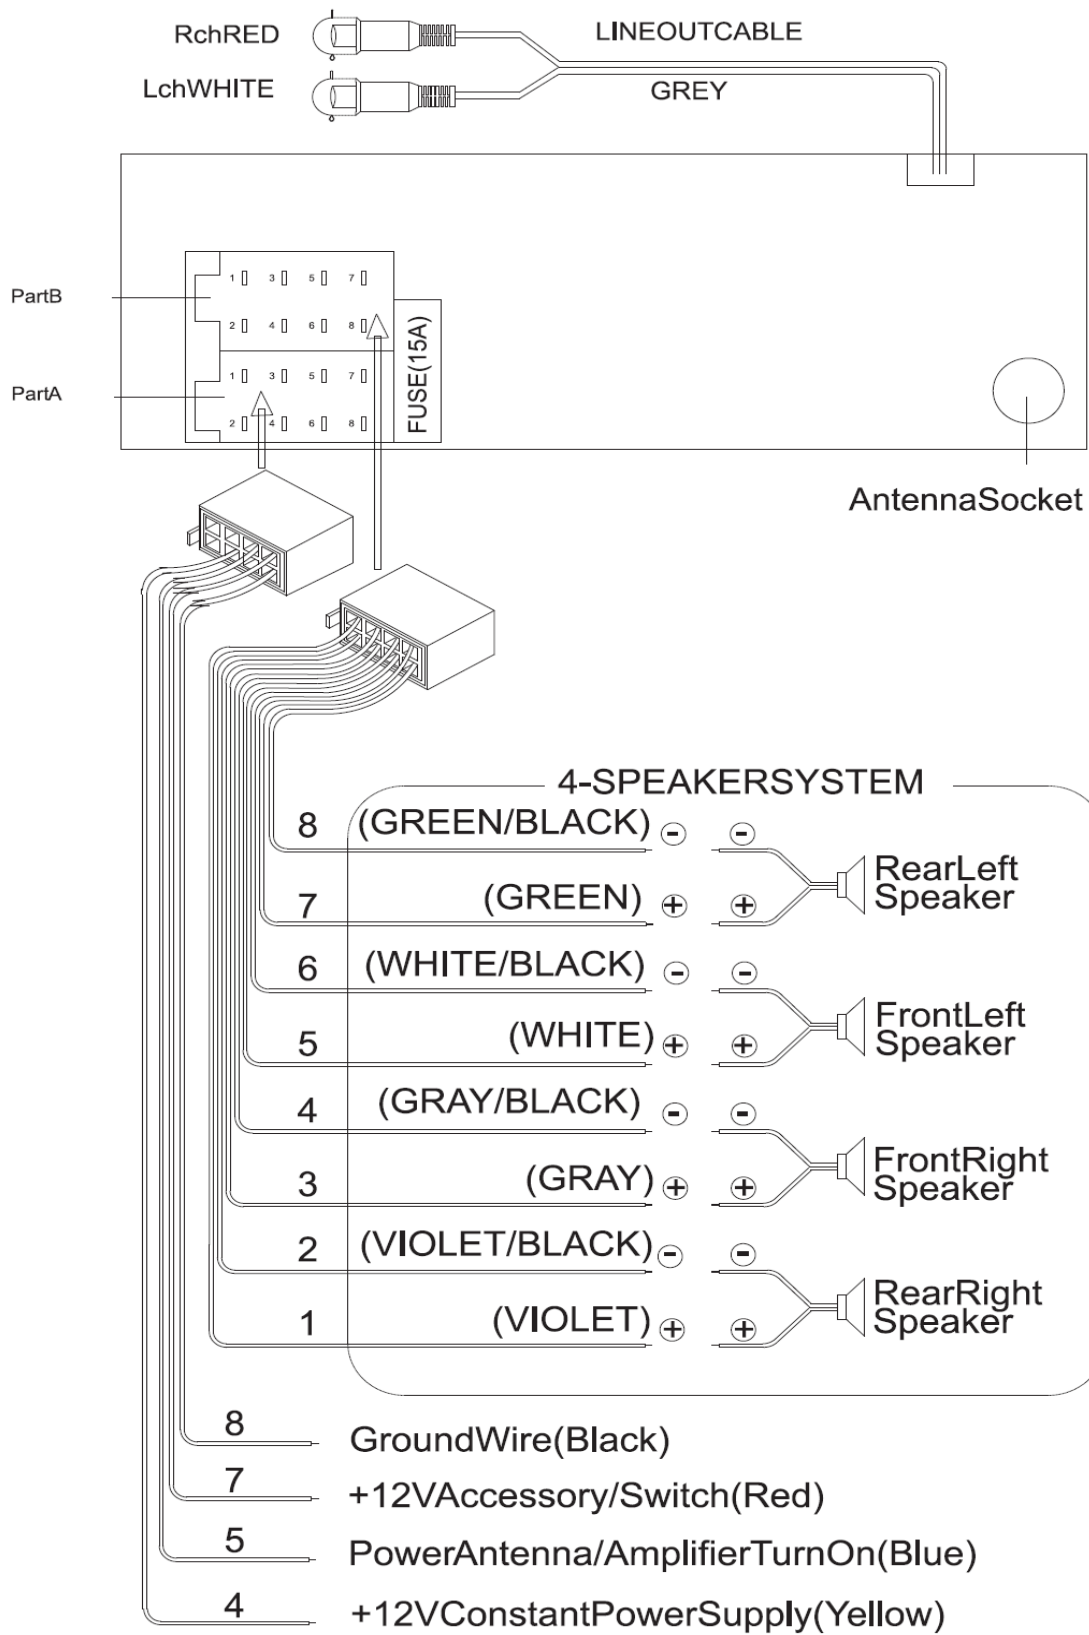 RchRED
LINEOUTCABLE
LchWHITE
GREY
PartB
1 3 5 7
2 4 6 8
PartA
1 3 5 7
2 4 6 8
FUSE(15A)
AntennaSocket
4-SPEAKERSYSTEM
8 (GREEN/BLACK) - -
RearLeft
Speaker
7 (GREEN) + +
6 (WHITE/BLACK) - -
FrontLeft
Speaker
5 (WHITE) + +
4 (GRAY/BLACK) - -
FrontRight
Speaker
3 (GRAY) + +
2 (VIOLET/BLACK) - -
RearRight
Speaker
1 (VIOLET) + +
8 GroundWire(Black)
7 +12VAccessory/Switch(Red)
5 PowerAntenna/AmplifierTurnOn(Blue)
4 +12VConstantPowerSupply(Yellow)